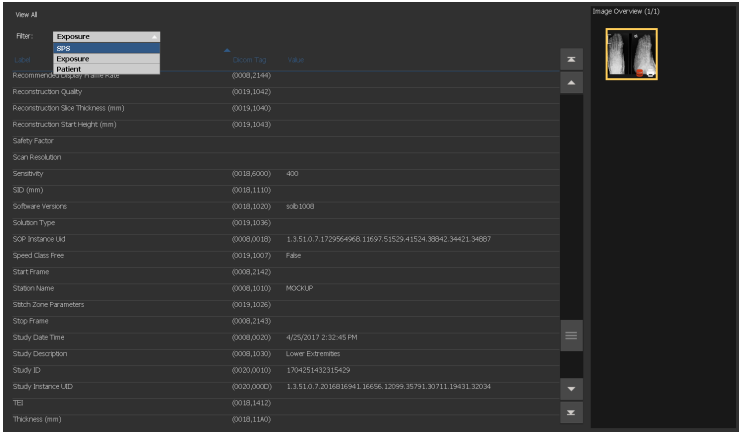 View All
Image Overview (1/1)
Filter: Exposure
SPS
Exposure
Patient
Label Dicom Tag Value
Recommended Display Frame Rate (0008,2144)
Reconstruction Quality (0019,1042)
Reconstruction Slice Thickness (mm) (0019,1040)
Reconstruction Start Height (mm) (0019,1043)
Safety Factor
Scan Resolution
Sensitivity (0018,6000) 400
SID (mm) (0018,1110)
Software Versions (0018,1020) solb1008
Solution Type (0019,1036)
SOP Instance Uid (0008,0018) 1.3.51.0.7.1729564968.11697.51529.41524.38842.34421.34887
Speed Class Free (0019,1007) False
Start Frame (0008,2142)
Station Name (0008,1010) MOCKUP
Stitch Zone Parameters (0019,1026)
Stop Frame (0008,2143)
Study Date Time (0008,0020) 4/25/2017 2:32:45 PM
Study Description (0008,1030) Lower Extremities
Study ID (0020,0010) 1704251432315429
Study Instance UID (0020,000D) 1.3.51.0.7.2016816941.16656.12099.35791.30711.19431.32034
TEI (0018,1412)
Thickness (mm) (0018,11A0)